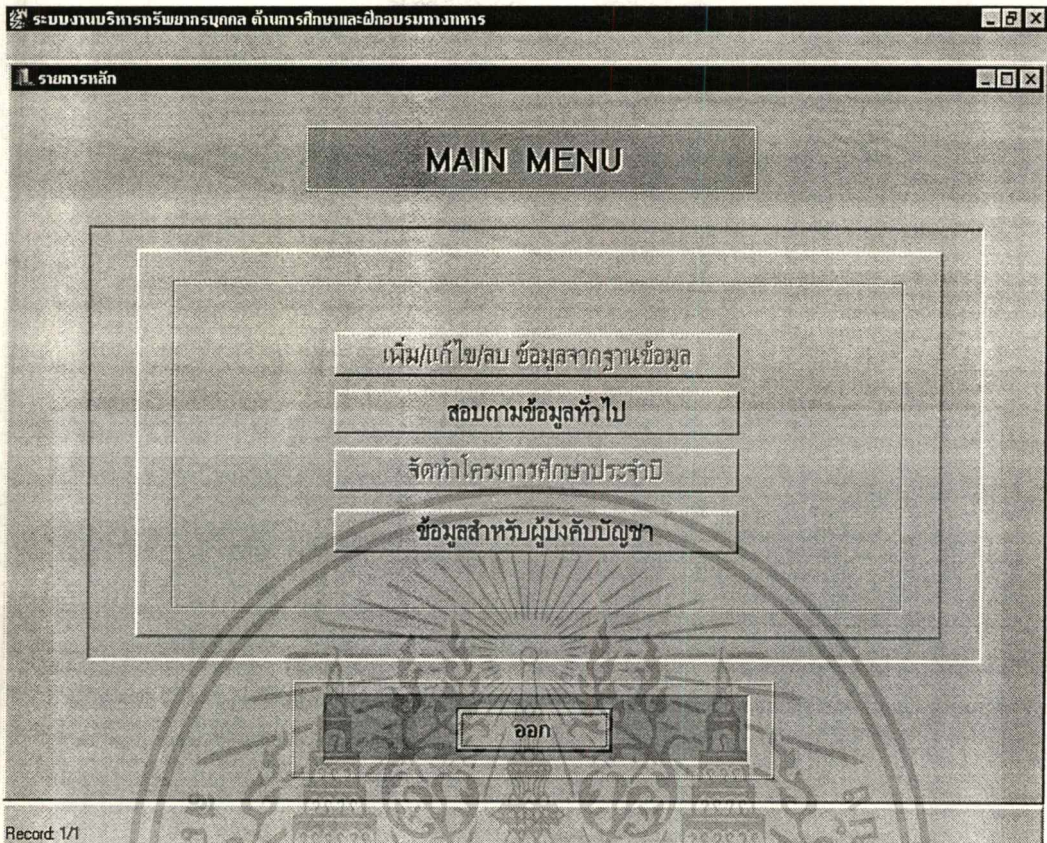 ระบบงานบริหารทรัพยากรบุคคล ด้านการศึกษาและฝึกอบรมทางทหาร
รายการหลัก
MAIN MENU
เพิ่ม/แก้ไข/ลบ ข้อมูลจากฐานข้อมูล
สอบถามข้อมูลทั่วไป
จัดทำโครงการศึกษาประจำปี
ข้อมูลสำหรับผู้บังคับบัญชา
ออก
Record: 1/1